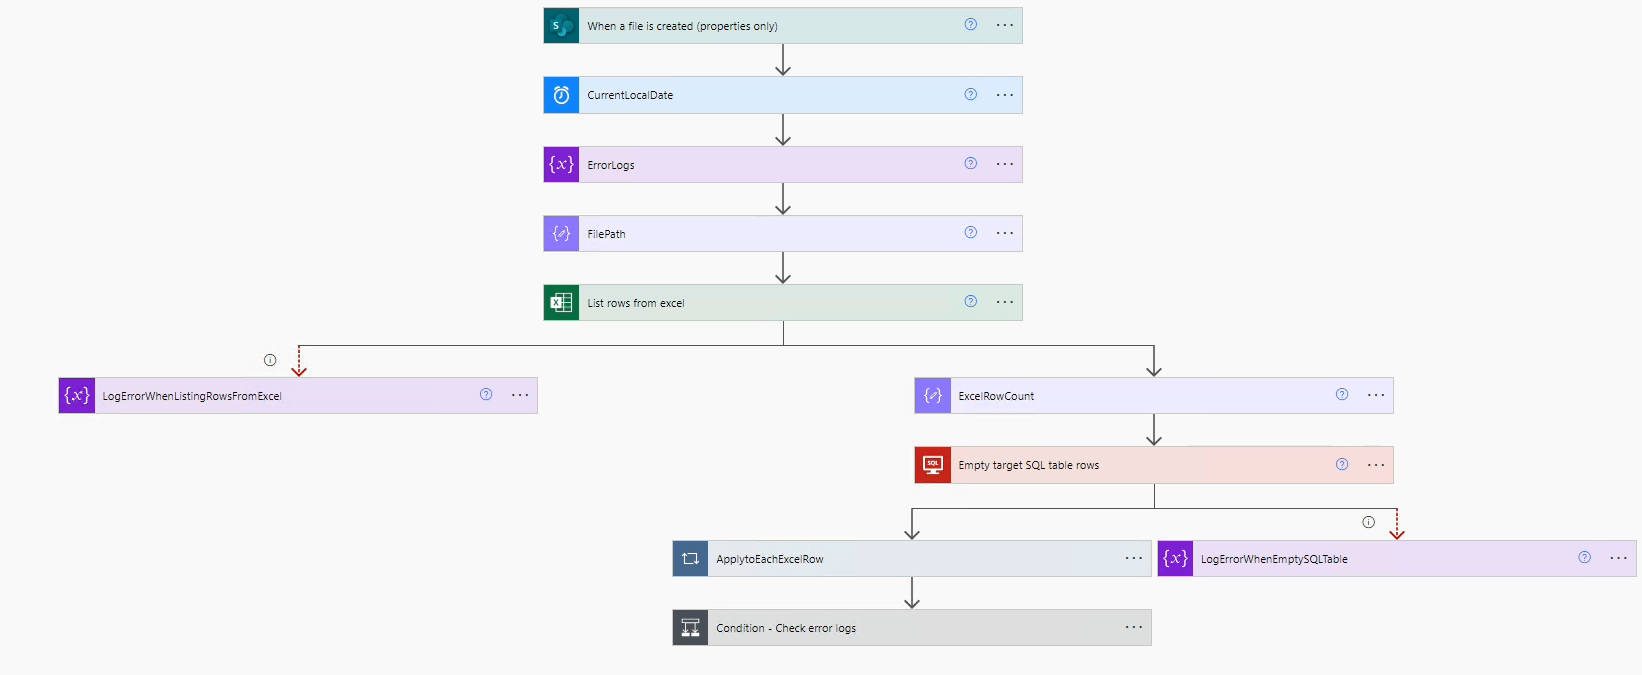 When a file is created (properties only)
CurrentLocalDate
ErrorLogs
FilePath
List rows from excel
LogErrorWhenListingRowsFromExcel
ExcelRowCount
SQL
Empty target SQL table rows
ApplytoEachExcelRow
LogErrorWhenEmptySQLTable
Condition - Check error logs